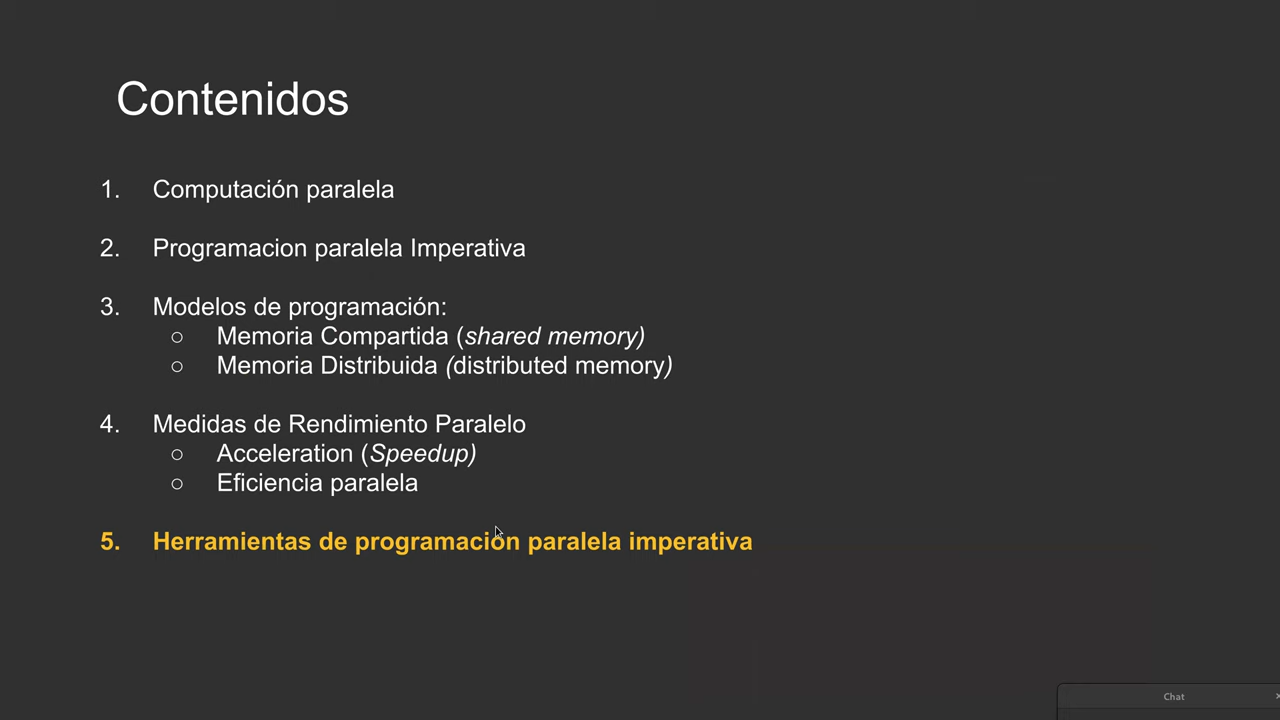 Contenidos
1. Computación paralela
2. Programacion paralela Imperativa
3. Modelos de programación:
○ Memoria Compartida (shared memory)
○ Memoria Distribuida (distributed memory)
4. Medidas de Rendimiento Paralelo
○ Acceleration (Speedup)
○ Eficiencia paralela
5. Herramientas de programación paralela imperativa
Chat